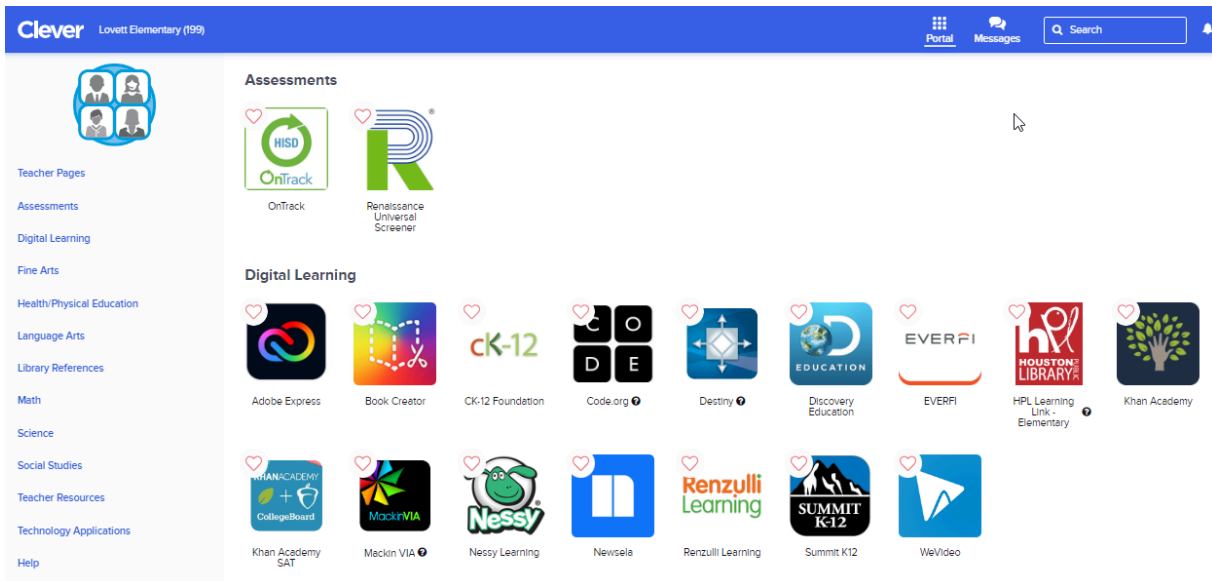 Clever Lovett Elementary (199) Portal Messages Search
Teacher Pages
Assessments
Digital Learning
Fine Arts
Health/Physical Education
Language Arts
Library References
Math
Science
Social Studies
Teacher Resources
Technology Applications
Help
Assessments
HISD
OnTrack
R
OnTrack
Renaissance
Universal
Screener
Digital Learning
cK-12
C O
D E
D
EDUCATION
EVERFI
hpl
HOUSTON PUBLIC
LIBRARY
Adobe Express
Book Creator
CK-12 Foundation
Code.org
Destiny
Discovery
Education
EVERFI
HPL Learning
Link -
Elementary
Khan Academy
KHANACADEMY
+
CollegeBoard
MackinVIA
Nessy
Renzulli
Learning
SUMMIT
K-12
Khan Academy
SAT
Mackin VIA
Nessy Learning
Newsela
Renzulli Learning
Summit K12
WeVideo